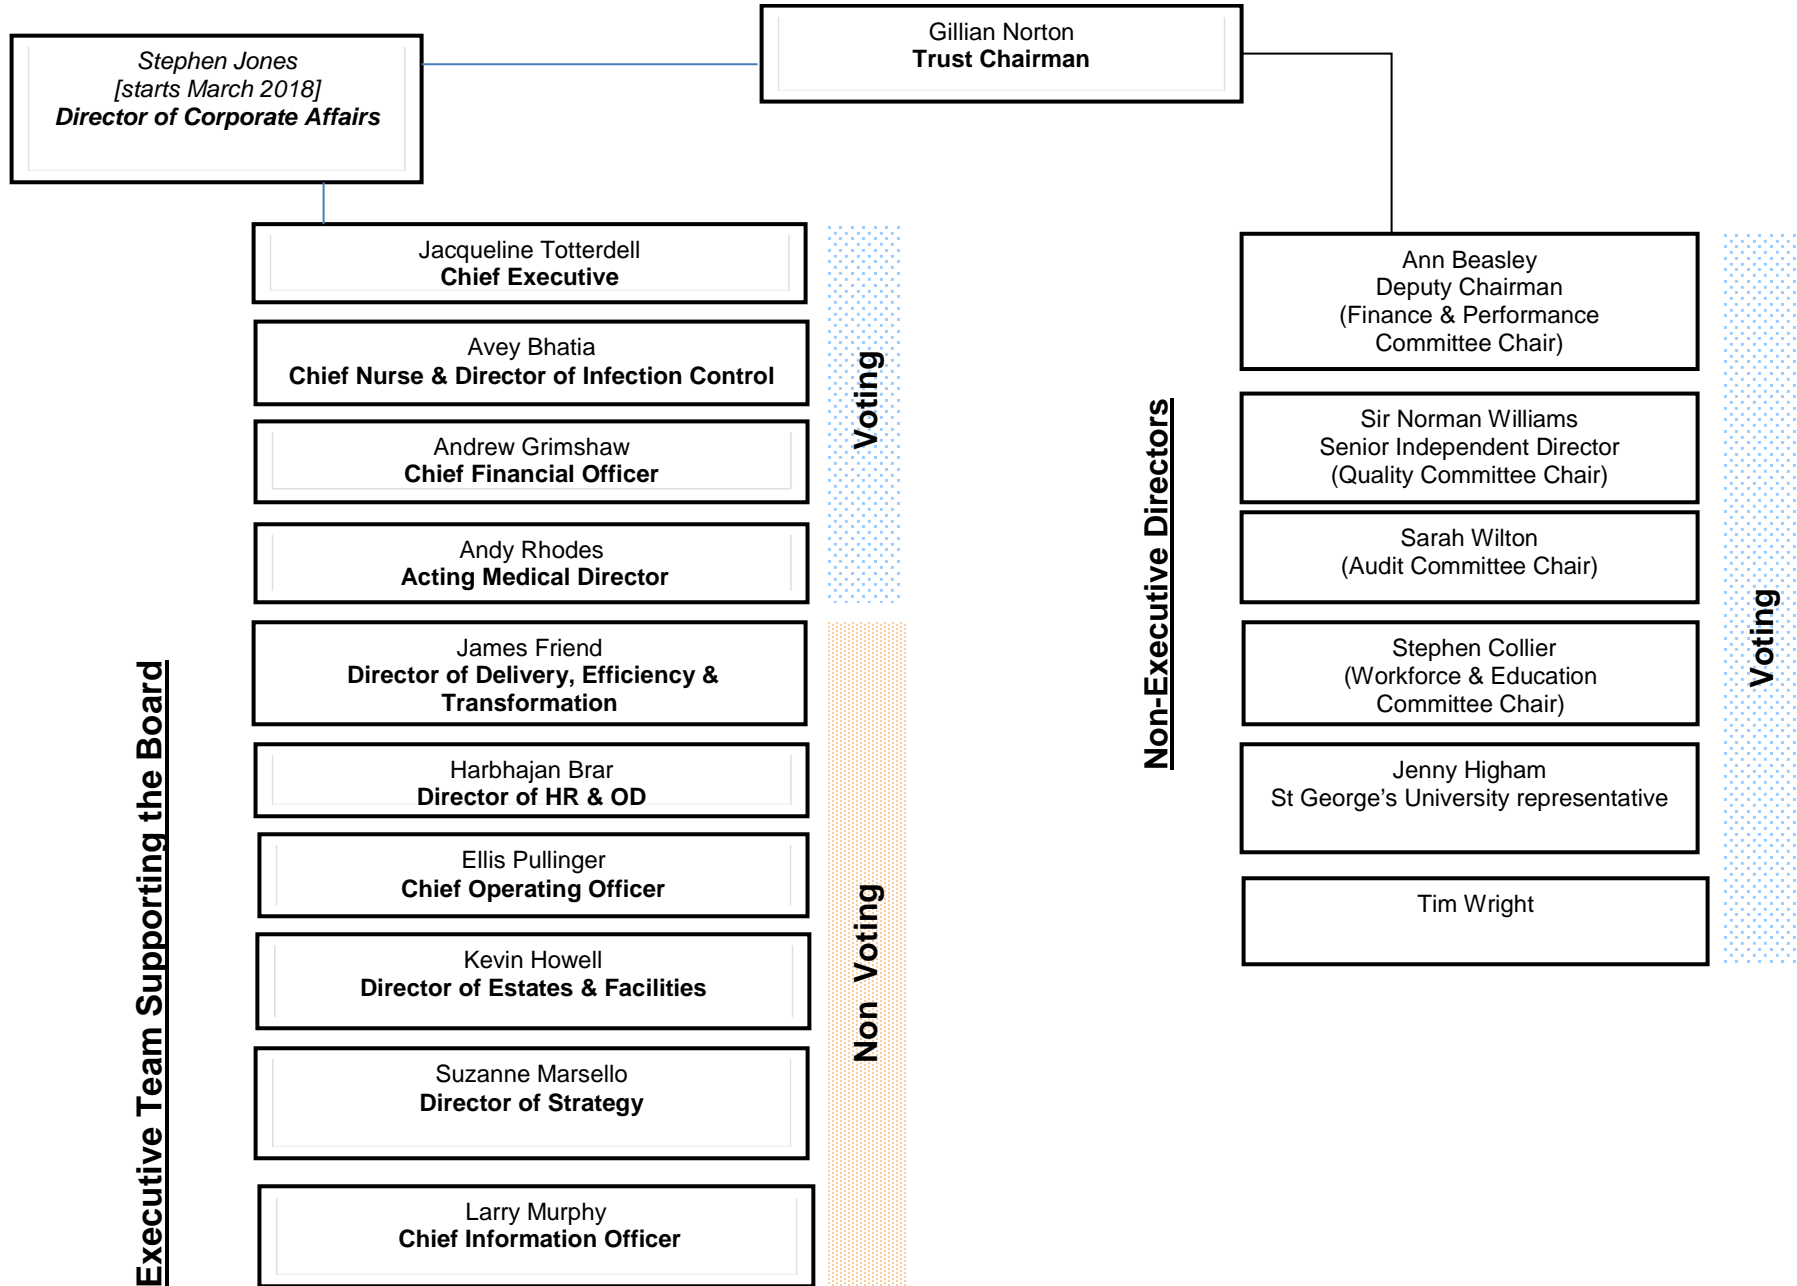 Gillian Norton
Trust Chairman
Stephen Jones
[starts March 2018]
Director of Corporate Affairs
Executive Team Supporting the Board
Jacqueline Totterdell
Chief Executive
Avey Bhatia
Chief Nurse & Director of Infection Control
Andrew Grimshaw
Chief Financial Officer
Andy Rhodes
Acting Medical Director
Voting
James Friend
Director of Delivery, Efficiency &
Transformation
Harbhajan Brar
Director of HR & OD
Ellis Pullinger
Chief Operating Officer
Kevin Howell
Director of Estates & Facilities
Suzanne Marsello
Director of Strategy
Larry Murphy
Chief Information Officer
Non Voting
Non-Executive Directors
Ann Beasley
Deputy Chairman
(Finance & Performance
Committee Chair)
Sir Norman Williams
Senior Independent Director
(Quality Committee Chair)
Sarah Wilton
(Audit Committee Chair)
Stephen Collier
(Workforce & Education
Committee Chair)
Jenny Higham
St George’s University representative
Tim Wright
Voting